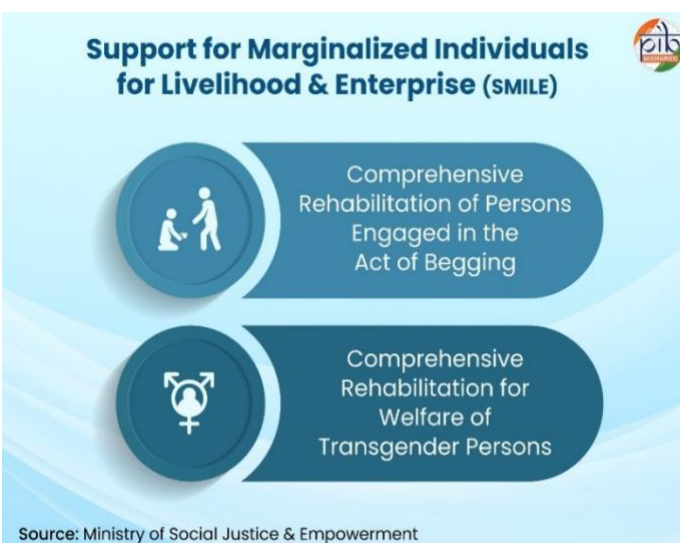 Support for Marginalized Individuals
for Livelihood & Enterprise (SMILE)
pib
Comprehensive
Rehabilitation of Persons
Engaged in the
Act of Begging
Comprehensive
Rehabilitation for
Welfare of
Transgender Persons
Source: Ministry of Social Justice & Empowerment